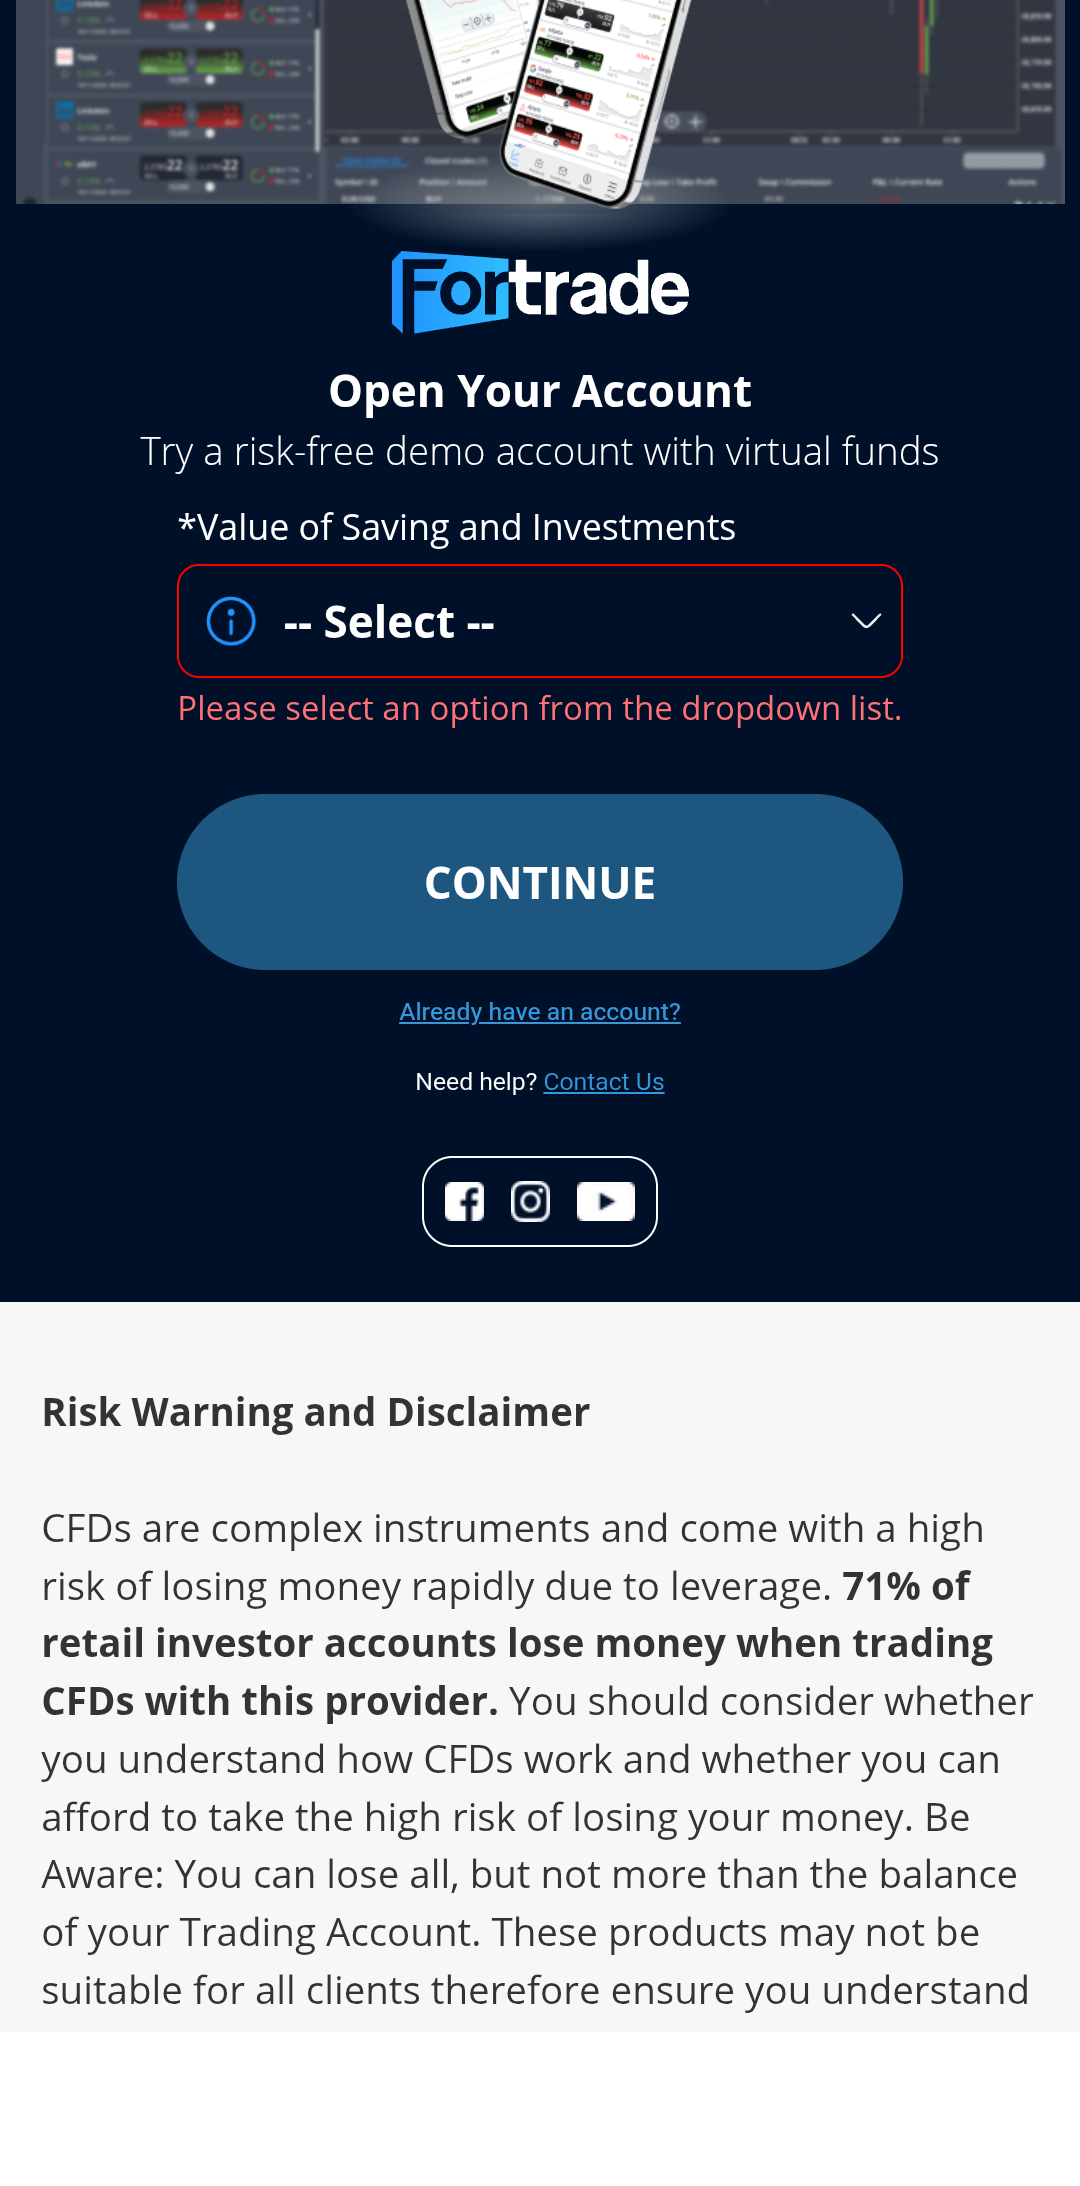 Fortrade
Open Your Account
Try a risk-free demo account with virtual funds
*Value of Saving and Investments
-- Select --
Please select an option from the dropdown list.
CONTINUE
Already have an account?
Need help? Contact Us
Risk Warning and Disclaimer
CFDs are complex instruments and come with a high
risk of losing money rapidly due to leverage. 71% of
retail investor accounts lose money when trading
CFDs with this provider. You should consider whether
you understand how CFDs work and whether you can
afford to take the high risk of losing your money. Be
Aware: You can lose all, but not more than the balance
of your Trading Account. These products may not be
suitable for all clients therefore ensure you understand